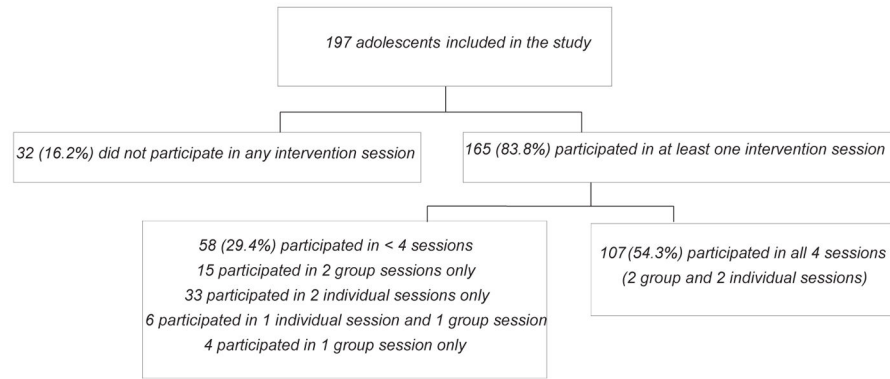 197 adolescents included in the study
32 (16.2%) did not participate in any intervention session
165 (83.8%) participated in at least one intervention session
58 (29.4%) participated in < 4 sessions
15 participated in 2 group sessions only
33 participated in 2 individual sessions only
6 participated in 1 individual session and 1 group session
4 participated in 1 group session only
107(54.3%) participated in all 4 sessions
(2 group and 2 individual sessions)